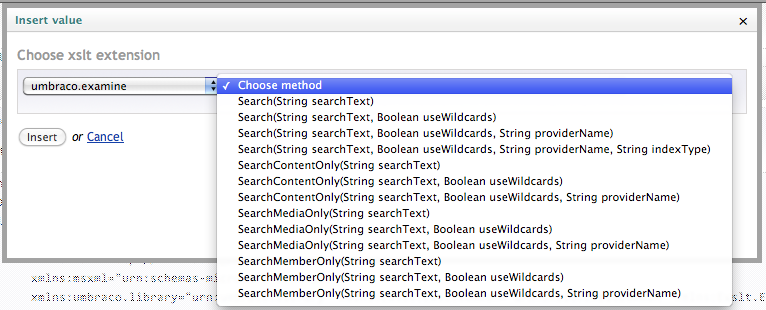 Insert value
Choose xslt extension
umbraco.examine
✓ Choose method
Search(String searchText)
Search(String searchText, Boolean useWildcards)
Search(String searchText, Boolean useWildcards, String providerName)
Search(String searchText, Boolean useWildcards, String providerName, String indexType)
SearchContentOnly(String searchText)
SearchContentOnly(String searchText, Boolean useWildcards)
SearchContentOnly(String searchText, Boolean useWildcards, String providerName)
SearchMediaOnly(String searchText)
SearchMediaOnly(String searchText, Boolean useWildcards)
SearchMediaOnly(String searchText, Boolean useWildcards, String providerName)
SearchMemberOnly(String searchText)
SearchMemberOnly(String searchText, Boolean useWildcards)
SearchMemberOnly(String searchText, Boolean useWildcards, String providerName)
Insert or Cancel
xmlns:msxml="urn:schemas-mi
xmlns:umbraco.library="urn: slt.E